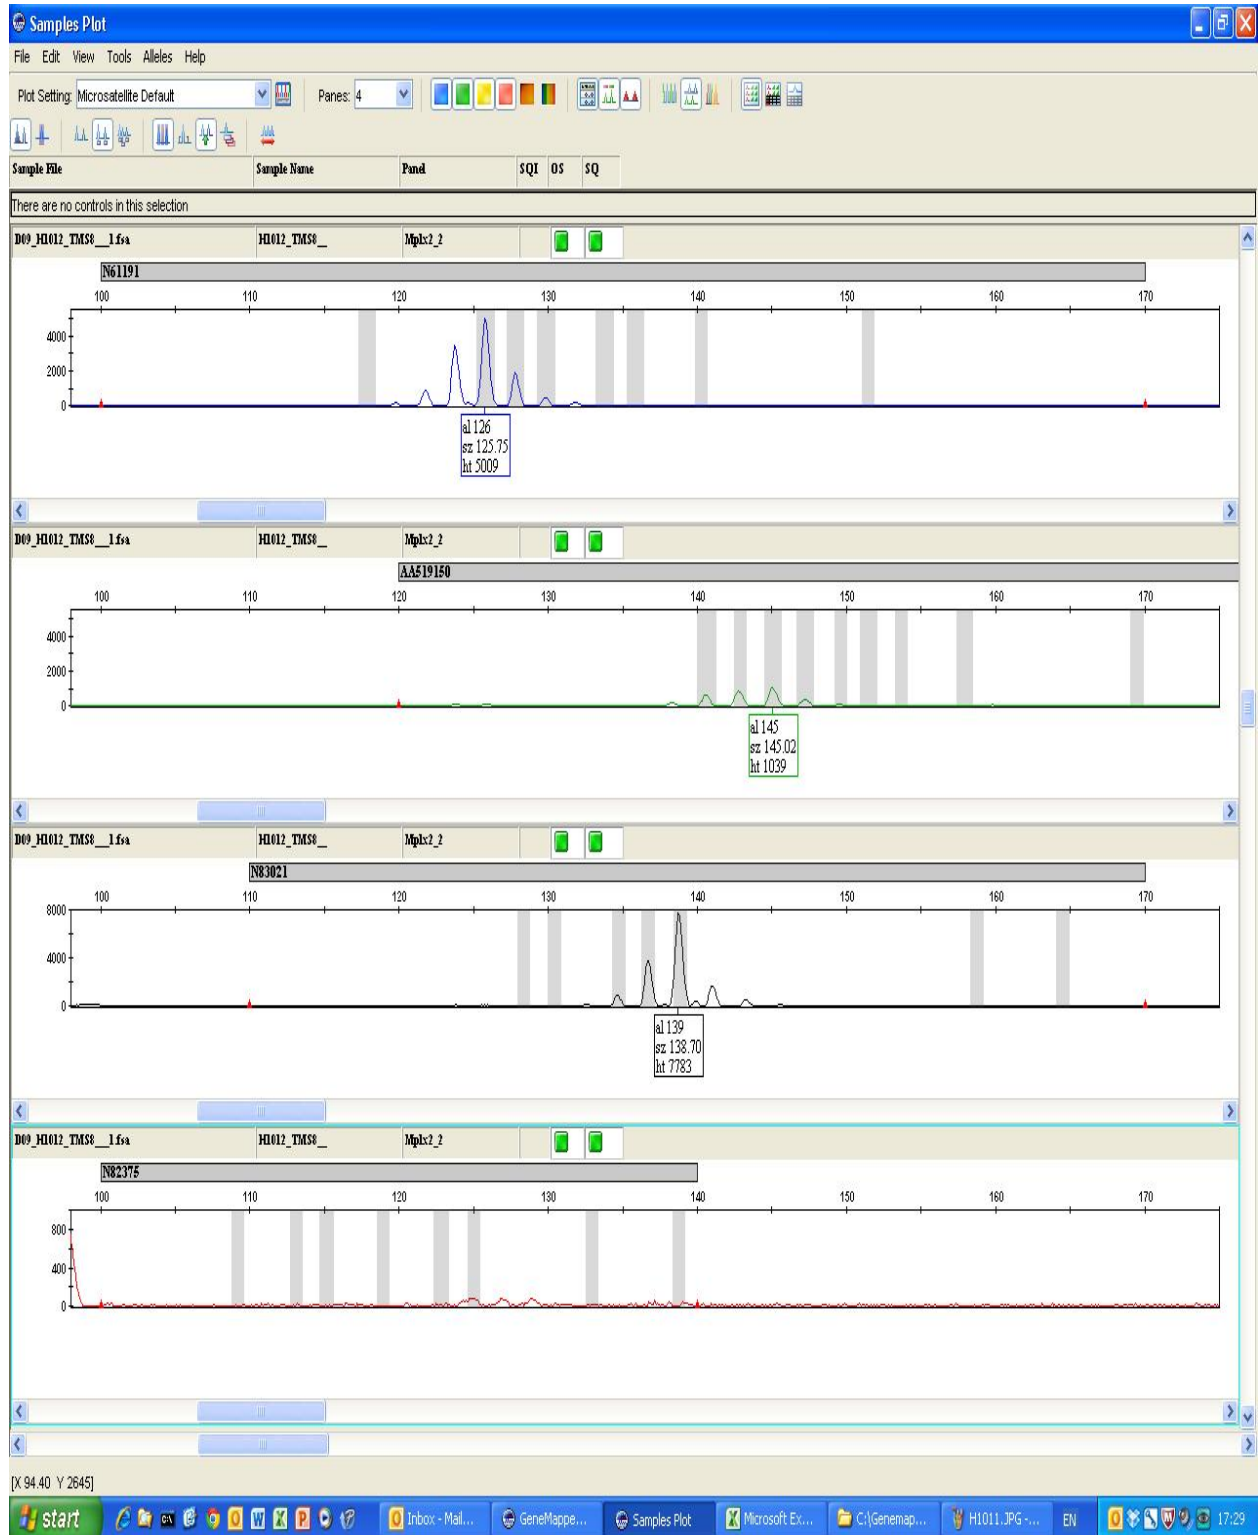 Samples Plot
File Edit View Tools Alleles Help
Plot Setting: Microsatellite Default Panes: 4
Sample File Sample Name Panel SQI OS SQ
There are no controls in this selection
D09_H1012_TMS8__1.fsa H1012_TMS8__ Mplx2_2
N61191
100 110 120 130 140 150 160 170
4000
2000
0
al 126
sz 125.75
ht 5009
D09_H1012_TMS8__1.fsa H1012_TMS8__ Mplx2_2
AA519150
100 110 120 130 140 150 160 170
4000
2000
0
al 145
sz 145.02
ht 1039
D09_H1012_TMS8__1.fsa H1012_TMS8__ Mplx2_2
N83021
100 110 120 130 140 150 160 170
8000
4000
0
al 139
sz 138.70
ht 7783
D09_H1012_TMS8__1.fsa H1012_TMS8__ Mplx2_2
N82375
100 110 120 130 140 150 160 170
800
400
0
[X 94.40 Y 2645]
start Inbox - Mail... GeneMappe... Samples Plot Microsoft Ex... C:\Genemap... H1011.JPG -... EN 17:29